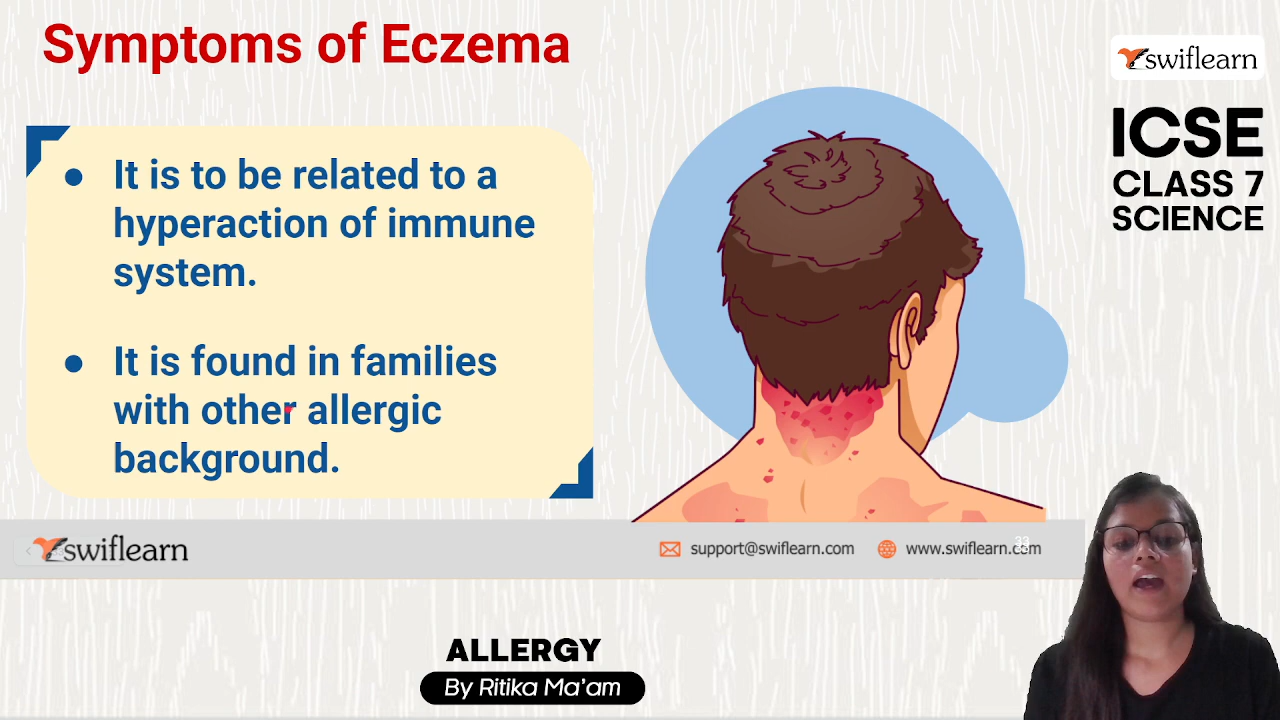 Symptoms of Eczema
swiflearn
ICSE
CLASS 7
SCIENCE
● It is to be related to a
hyperaction of immune
system.
● It is found in families
with other allergic
background.
swiflearn
support@swiflearn.com
www.swiflearn.com
33
ALLERGY
By Ritika Ma'am